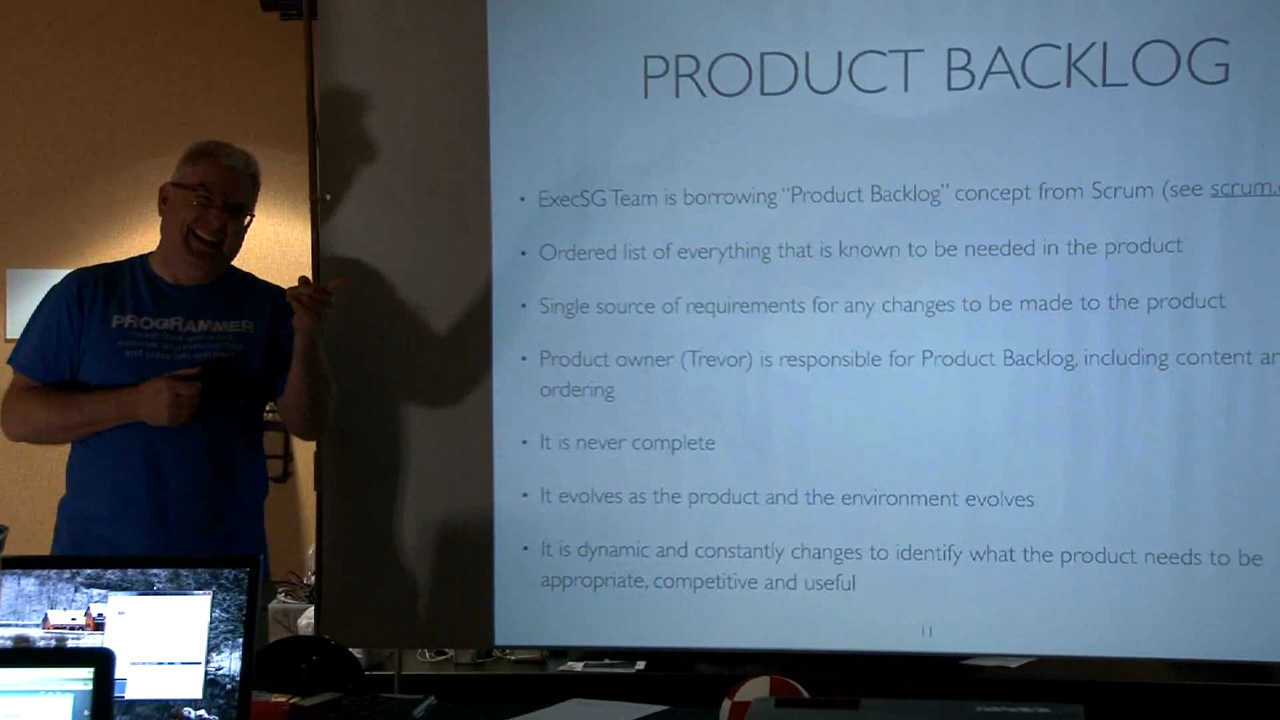 PRODUCT BACKLOG
• ExecSG Team is borrowing “Product Backlog” concept from Scrum (see scrum.
• Ordered list of everything that is known to be needed in the product
• Single source of requirements for any changes to be made to the product
• Product owner (Trevor) is responsible for Product Backlog, including content
ordering
• It is never complete
• It evolves as the product and the environment evolves
• It is dynamic and constantly changes to identify what the product needs to be
appropriate, competitive and useful
11
PROGRAMMER